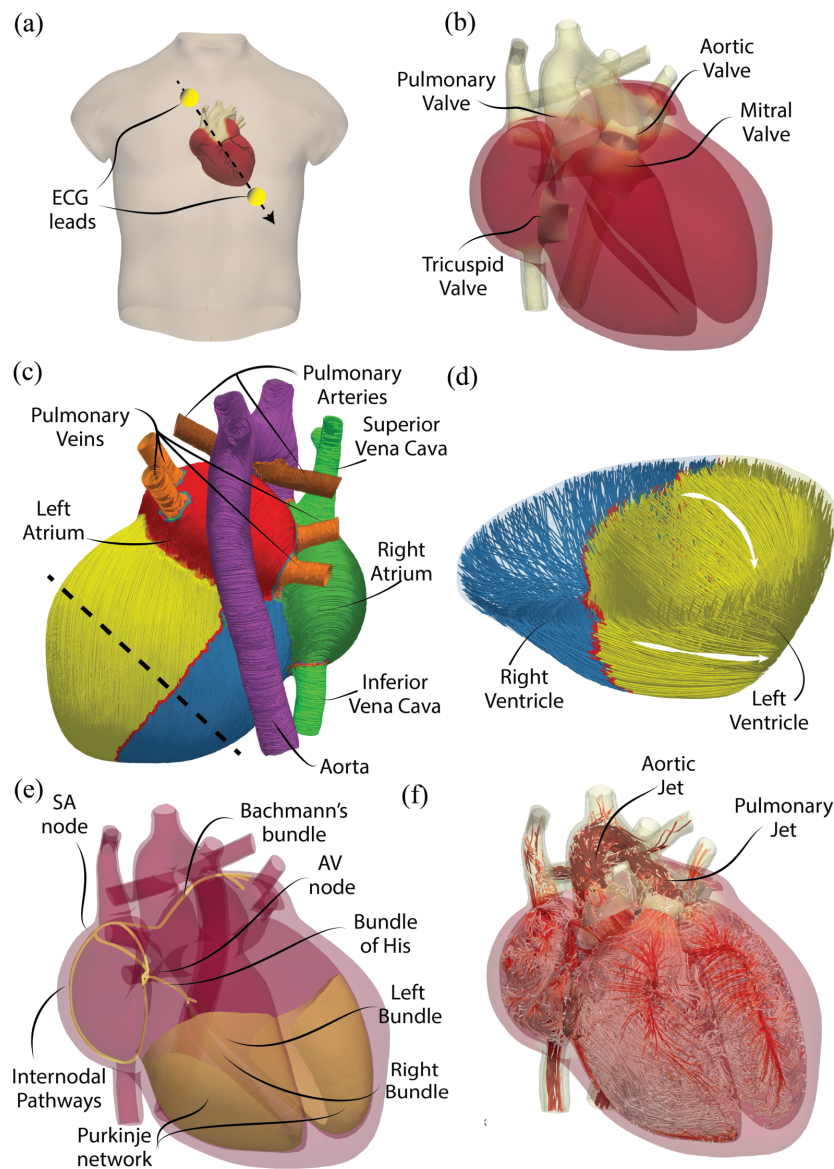 (a)
ECG
leads
(b)
Pulmonary
Valve
Aortic
Valve
Mitral
Valve
Tricuspid
Valve
(c)
Pulmonary
Arteries
Pulmonary
Veins
Superior
Vena Cava
Left
Atrium
Right
Atrium
Inferior
Vena Cava
Aorta
(d)
Right
Ventricle
Left
Ventricle
(e)
SA
node
Bachmann's
bundle
AV
node
Bundle
of His
Left
Bundle
Right
Bundle
Internodal
Pathways
Purkinje
network
(f)
Aortic
Jet
Pulmonary
Jet